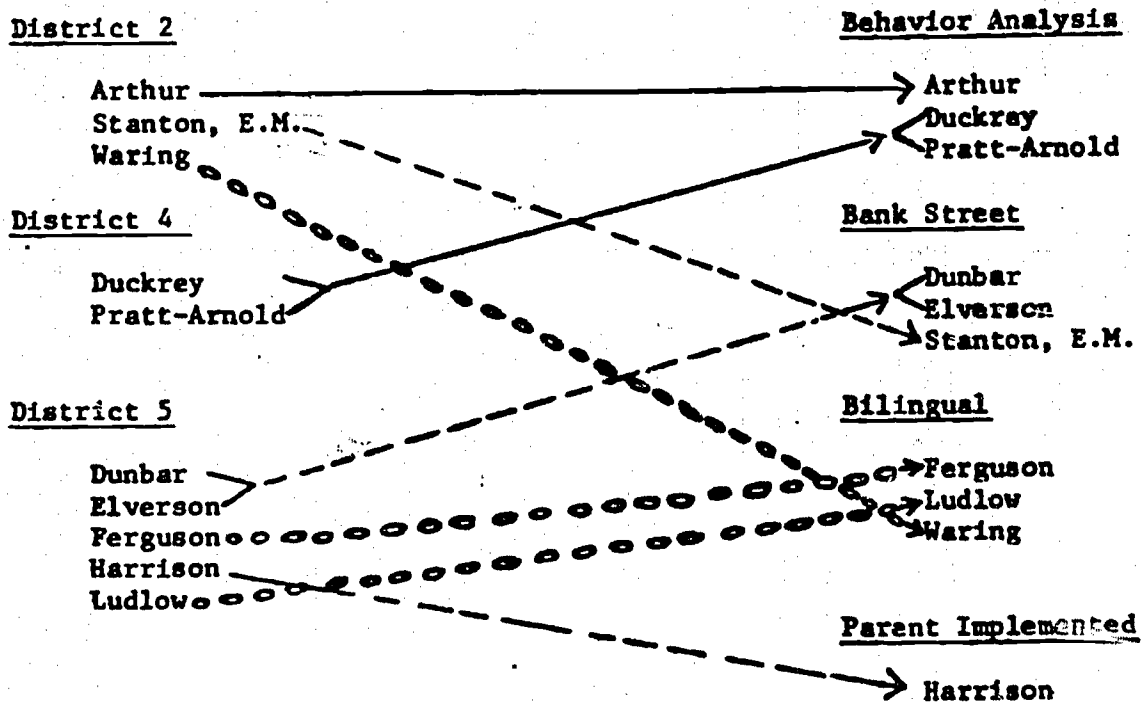 District 2
Arthur
Stanton, E.M.
Waring
District 4
Duckrey
Pratt-Arnold
District 5
Dunbar
Elverson
Ferguson
Harrison
Ludlow
Behavior Analysis
Arthur
Duckray
Pratt-Arnold
Bank Street
Dunbar
Elverson
Stanton, E.M.
Bilingual
Ferguson
Ludlow
Waring
Parent Implemented
Harrison